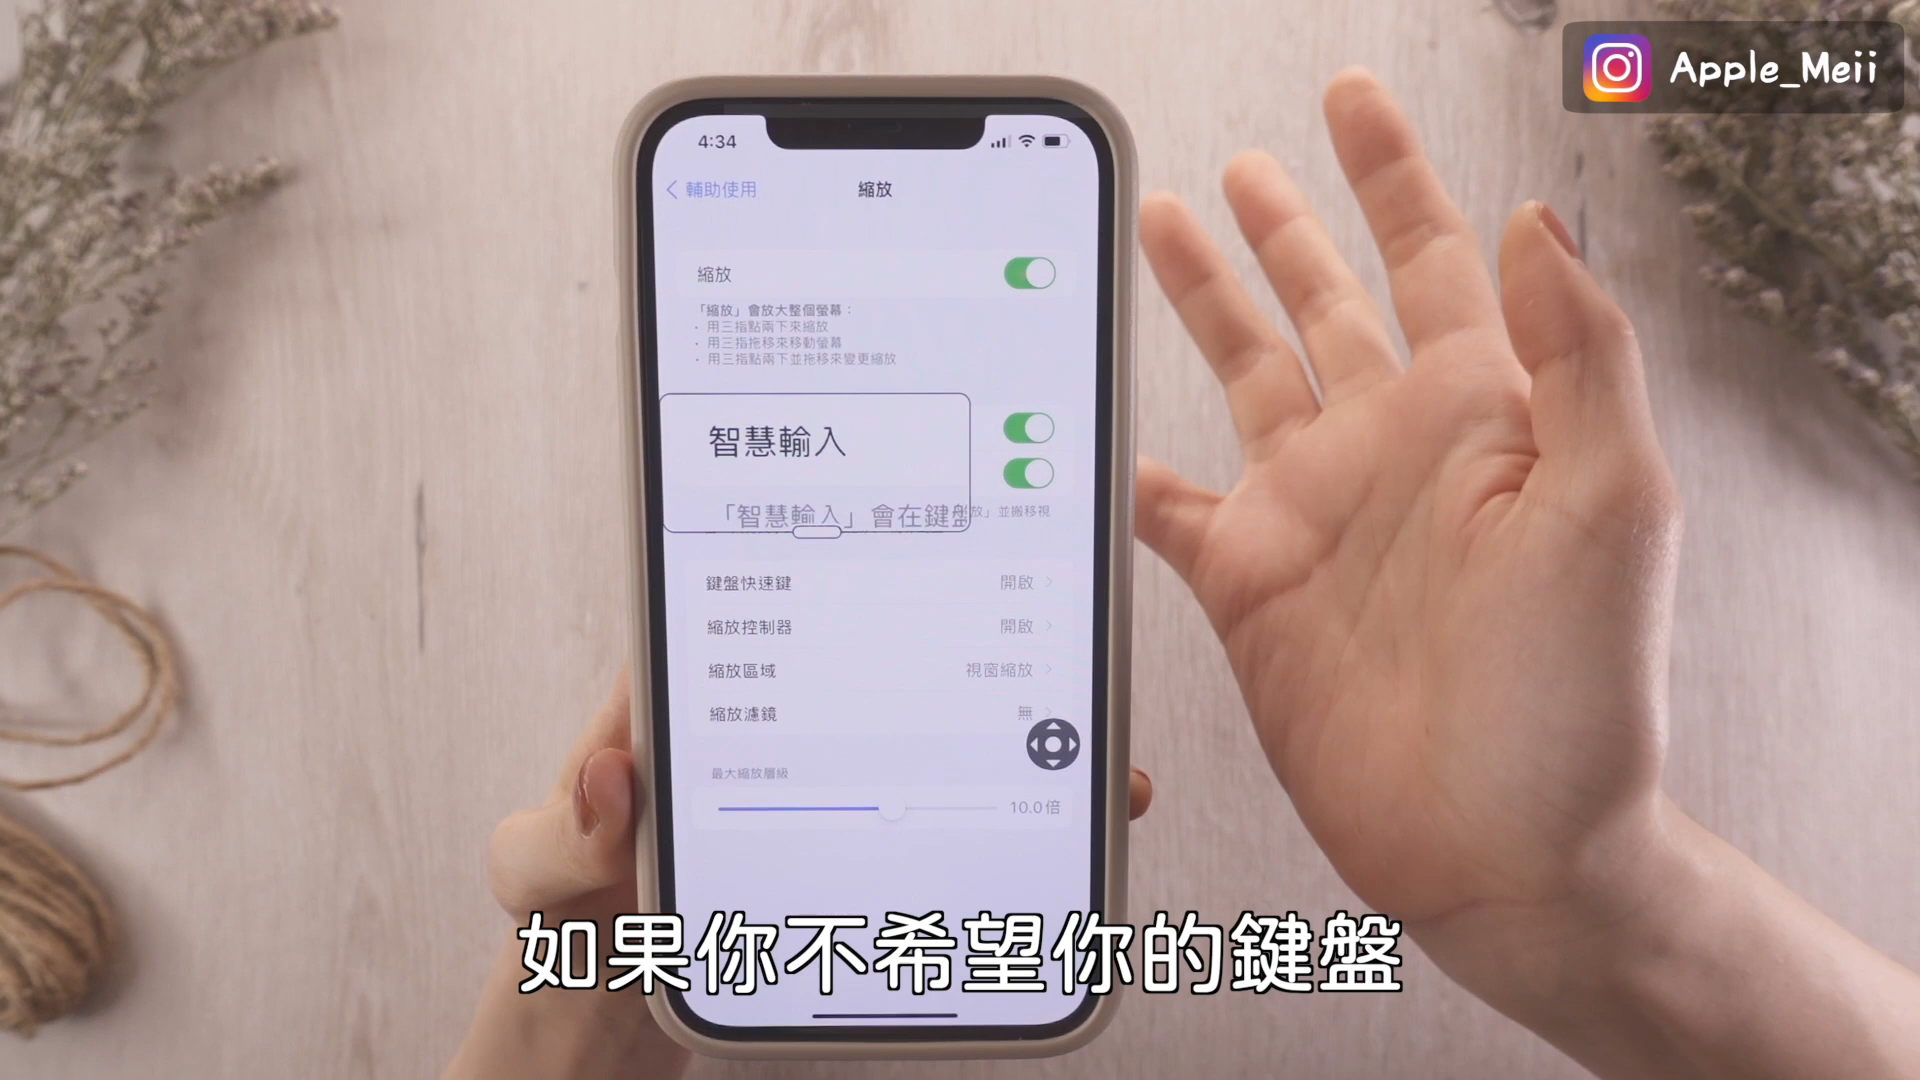 Apple_Meii
4:34
輔助使用
縮放
縮放
「縮放」會放大整個螢幕：
・用三指點兩下來縮放
・用三指拖移來移動螢幕
・用三指點兩下並拖移來變更縮放
智慧輸入
「智慧輸入」會在鍵盤
放」並搬移視
鍵盤快速鍵 開啟
縮放控制器 開啟
縮放區域 視窗縮放
縮放濾鏡 無
最大縮放層級
10.0倍
如果你不希望你的鍵盤